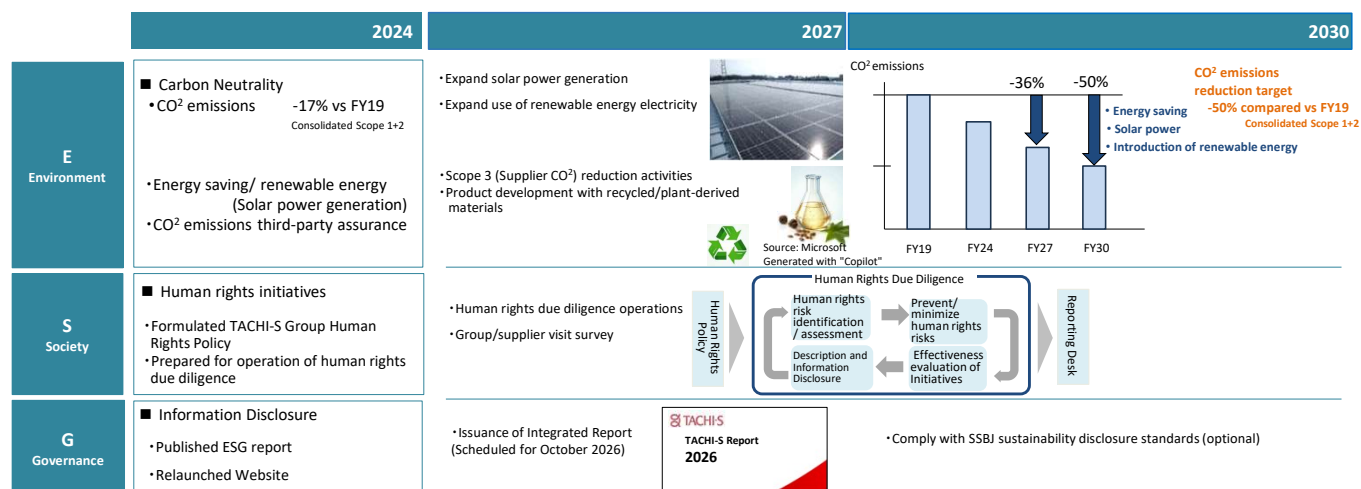 2024
2027
2030
E
Environment
■ Carbon Neutrality
・CO² emissions -17% vs FY19
Consolidated Scope 1+2
・Energy saving/ renewable energy
(Solar power generation)
・CO² emissions third-party assurance
・Expand solar power generation
・Expand use of renewable energy electricity
・Scope 3 (Supplier CO²) reduction activities
・Product development with recycled/plant-derived
materials
Source: Microsoft
Generated with "Copilot"
CO² emissions
-36%
-50%
FY19
FY24
FY27
FY30
• Energy saving
• Solar power
• Introduction of renewable energy
CO² emissions
reduction target
-50% compared vs FY19
Consolidated Scope 1+2
S
Society
■ Human rights initiatives
・Formulated TACHI-S Group Human
Rights Policy
・Prepared for operation of human rights
due diligence
・Human rights due diligence operations
・Group/supplier visit survey
Human Rights
Policy
Human Rights Due Diligence
Human rights
risk
identification
/ assessment
Prevent/
minimize
human rights
risks
Description and
Information
Disclosure
Effectiveness
evaluation of
Initiatives
Reporting Desk
G
Governance
■ Information Disclosure
・Published ESG report
・Relaunched Website
・Issuance of Integrated Report
(Scheduled for October 2026)
TACHI-S
TACHI-S Report
2026
・Comply with SSBJ sustainability disclosure standards (optional)